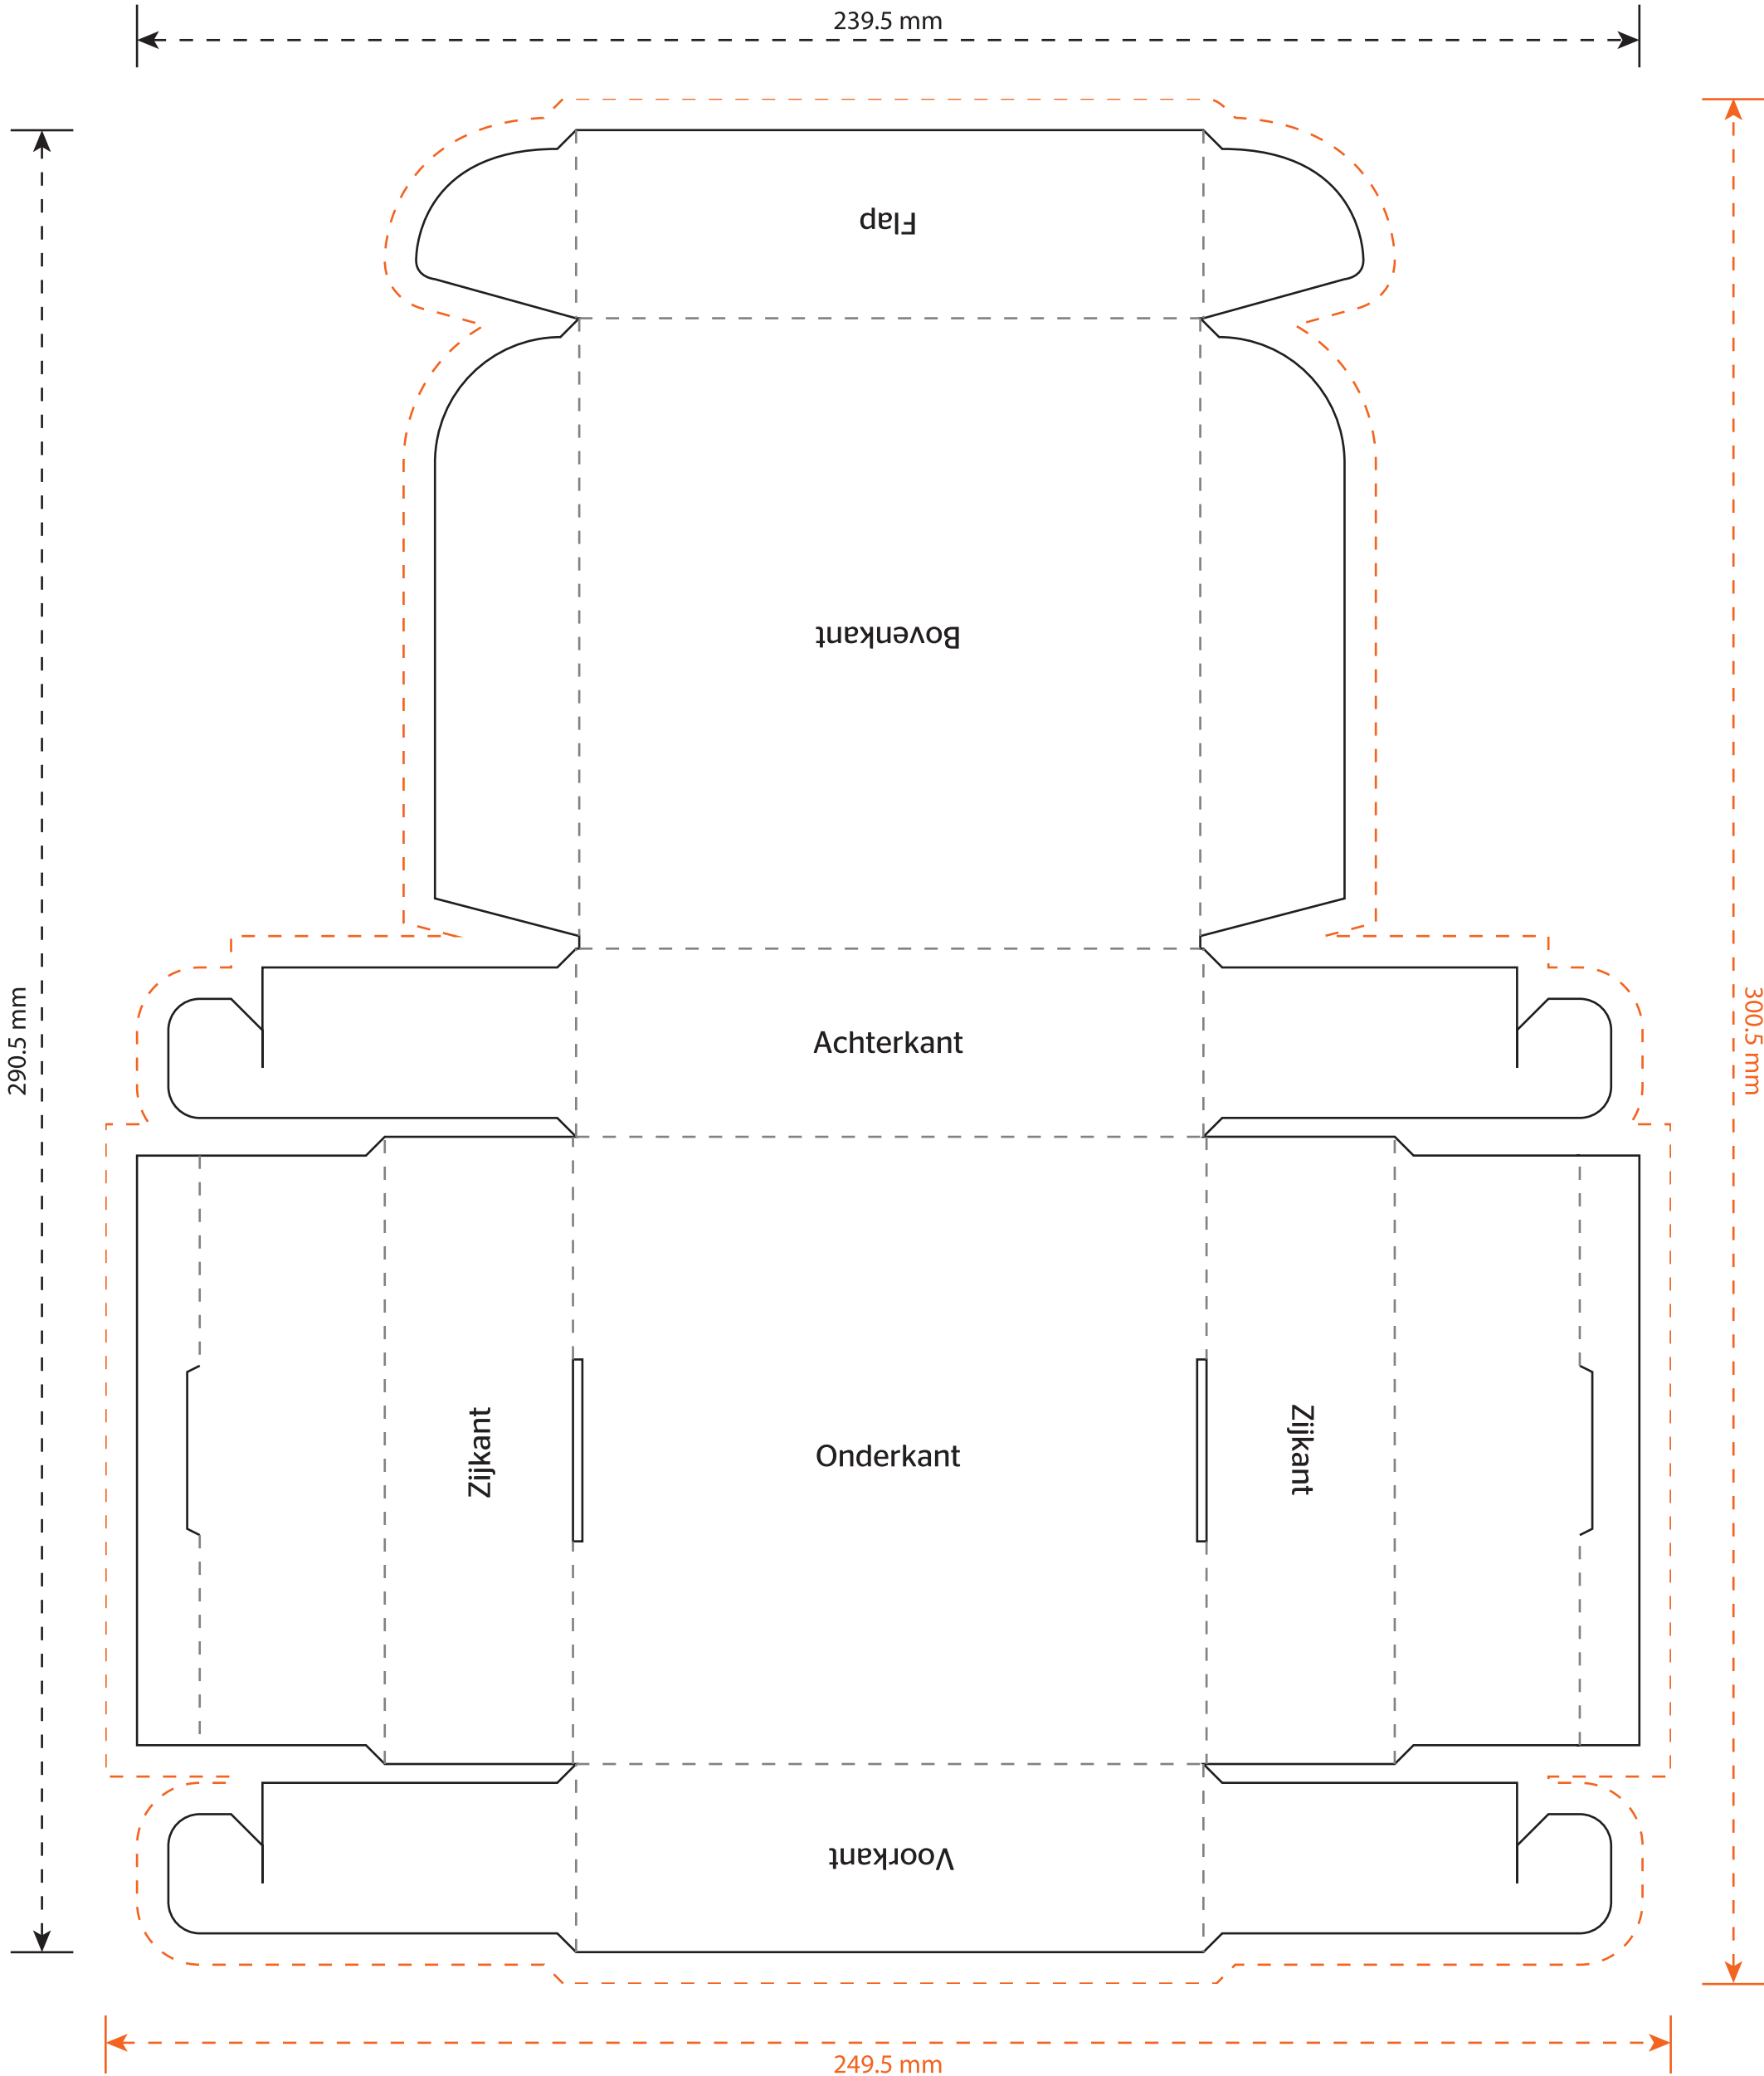 239.5 mm
Flap
Bovenkant
290.5 mm
Achterkant
300.5 mm
Zijkant
Onderkant
Zijkant
Voorkant
249.5 mm